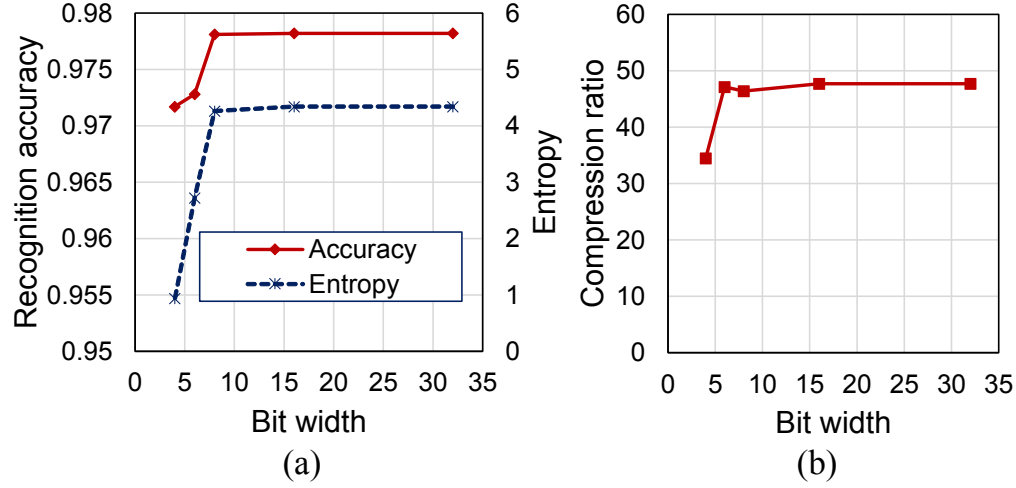 0.98
0.975
0.97
0.965
0.96
0.955
0.95
Recognition accuracy
6
5
4
3
2
1
0
Entropy
Accuracy
Entropy
0 5 10 15 20 25 30 35
Bit width
(a)
60
50
40
30
20
10
0
Compression ratio
0 5 10 15 20 25 30 35
Bit width
(b)